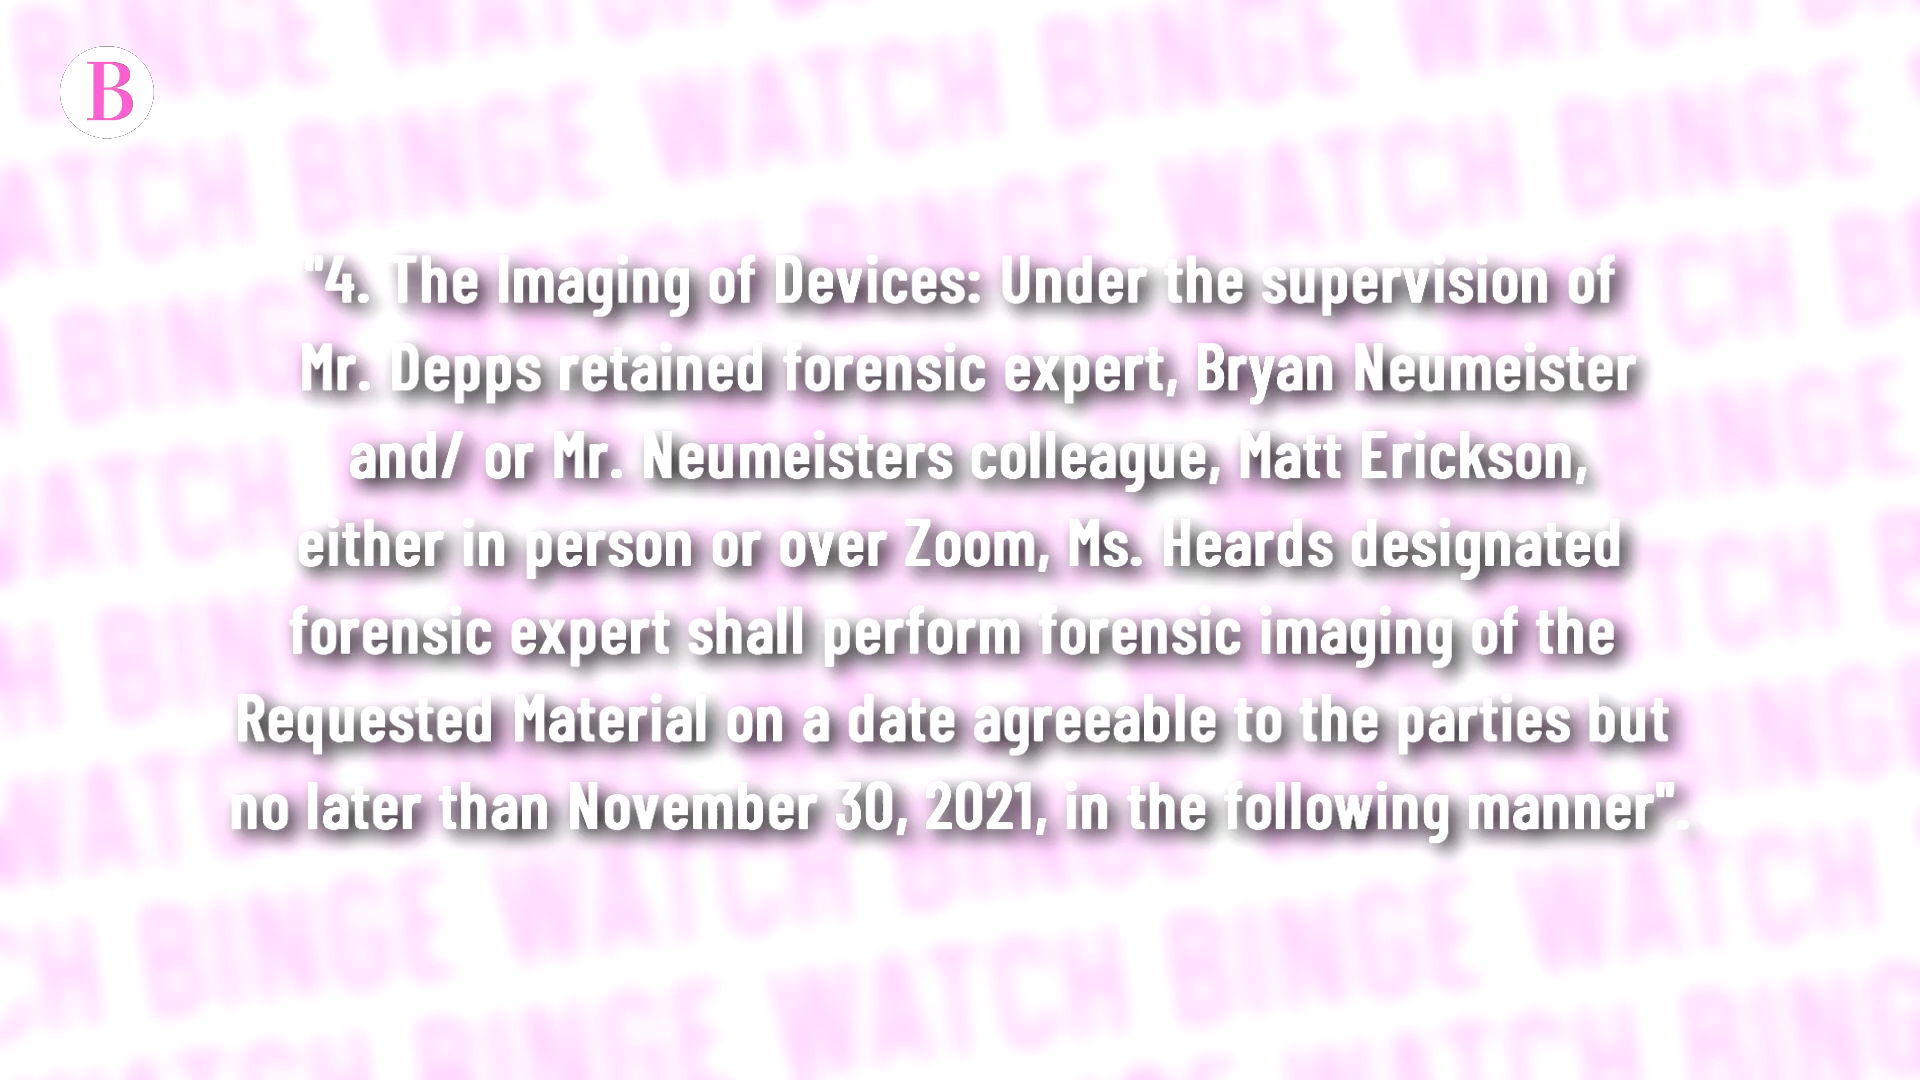 B
"4. The Imaging of Devices: Under the supervision of
Mr. Depps retained forensic expert, Bryan Neumeister
and/ or Mr. Neumeisters colleague, Matt Erickson,
either in person or over Zoom, Ms. Heards designated
forensic expert shall perform forensic imaging of the
Requested Material on a date agreeable to the parties but
no later than November 30, 2021, in the following manner".